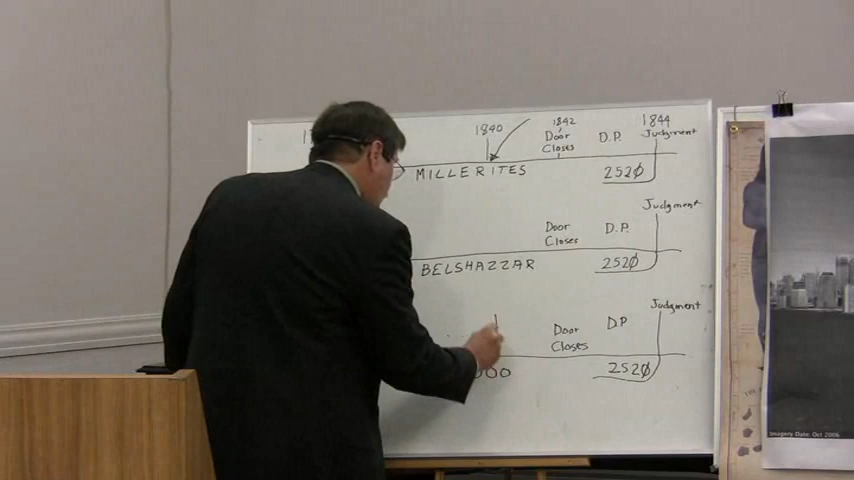 1840
1842
Door
Closes
D.P.
1844
Judgment
MILLERITES
2520
Door
Closes
D.P.
Judgment
BELSHAZZAR
2520
Door
Closes
D.P
Judgment
2520
Imagery Date: Oct 2006